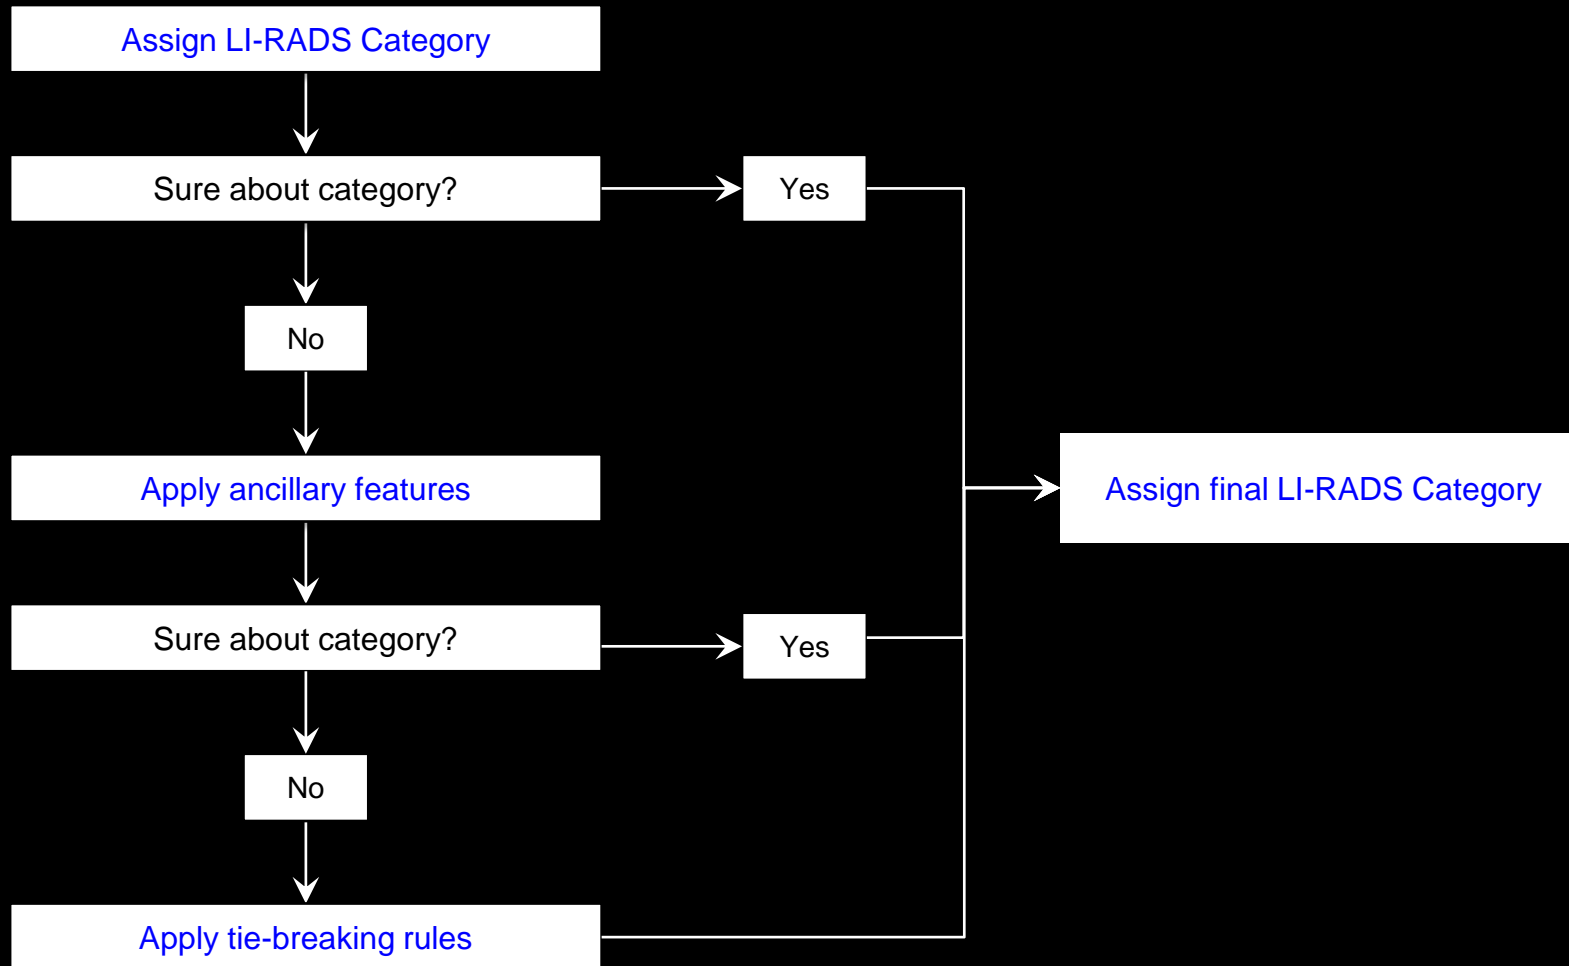 Assign LI-RADS Category
Sure about category?
Yes
No
Apply ancillary features
Assign final LI-RADS Category
Sure about category?
Yes
No
Apply tie-breaking rules